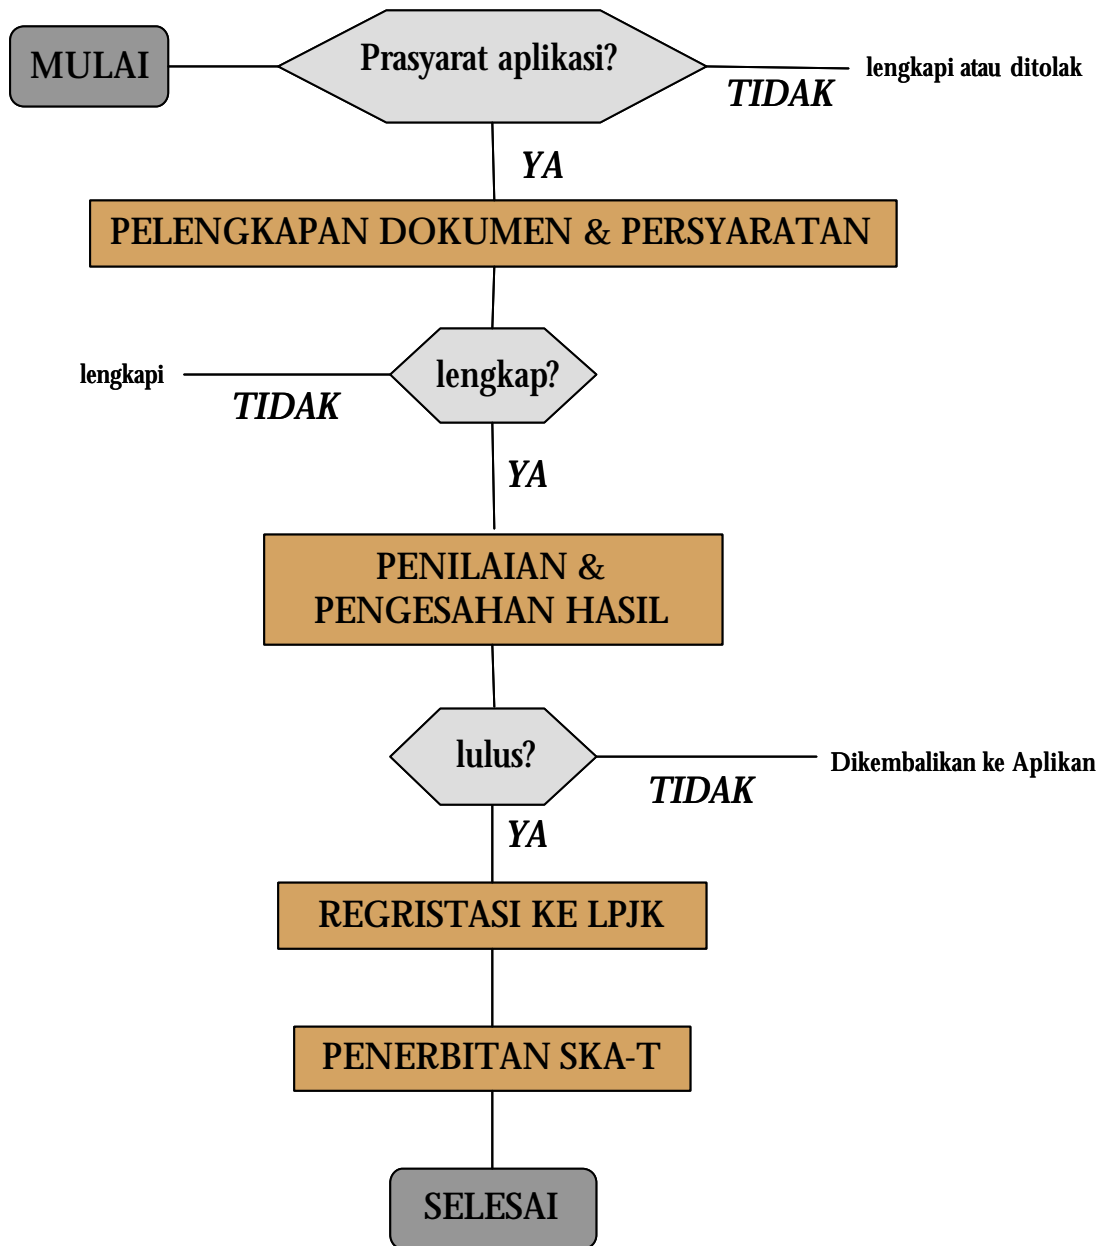 MULAI
Prasyarat aplikasi?
lengkapi atau ditolak
TIDAK
YA
PELENGKAPAN DOKUMEN & PERSYARATAN
lengkapi
lengkap?
TIDAK
YA
PENILAIAN &
PENGESAHAN HASIL
lulus?
Dikembalikan ke Aplikan
TIDAK
YA
REGRISTASI KE LPJK
PENERBITAN SKA-T
SELESAI